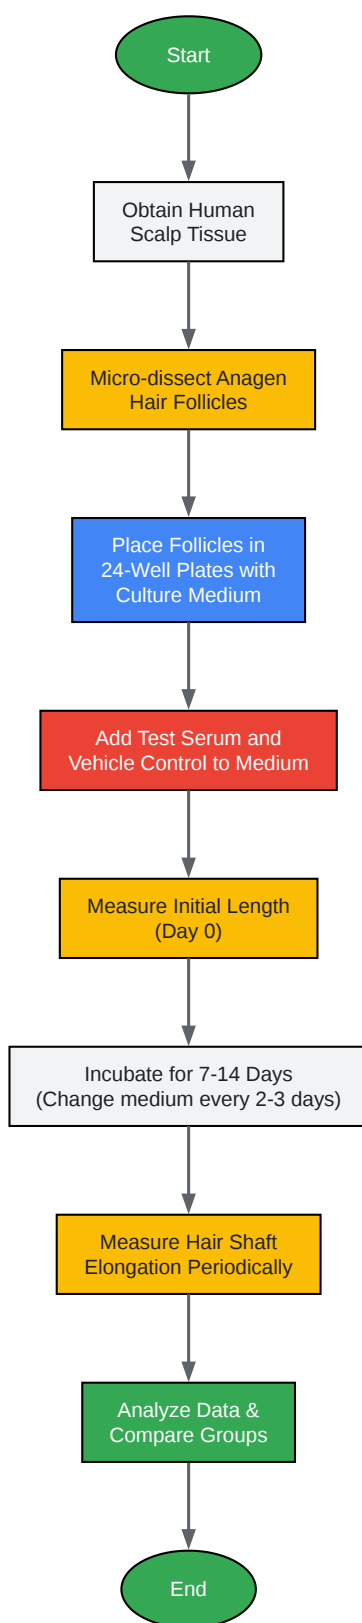 Start
Obtain Human
Scalp Tissue
Micro-dissect Anagen
Hair Follicles
Place Follicles in
24-Well Plates with
Culture Medium
Add Test Serum and
Vehicle Control to Medium
Measure Initial Length
(Day 0)
Incubate for 7-14 Days
(Change medium every 2-3 days)
Measure Hair Shaft
Elongation Periodically
Analyze Data &
Compare Groups
End